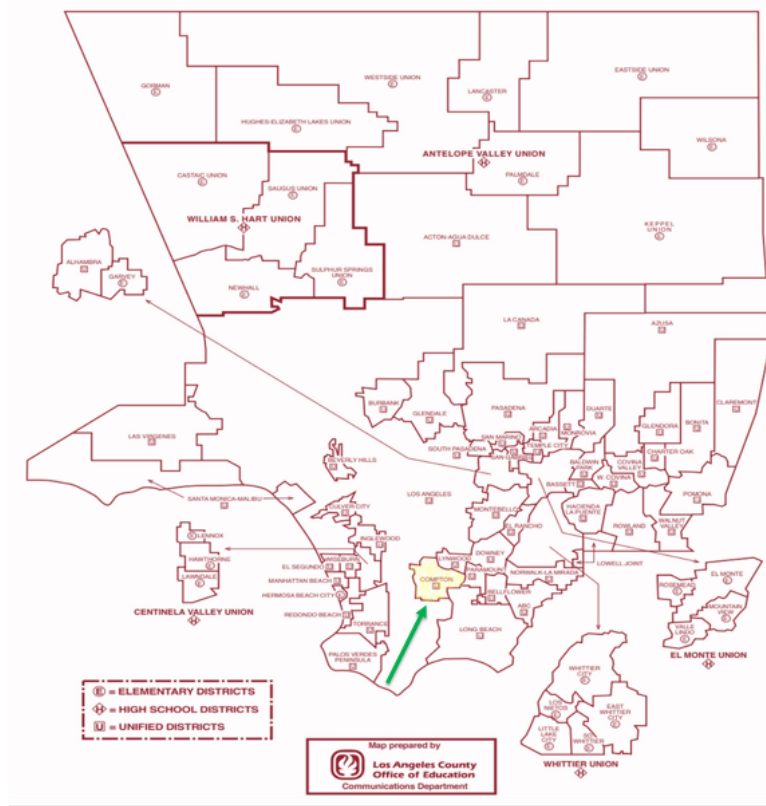 GORMAN
E
WESTSIDE UNION
E
LANCASTER
E
EASTSIDE UNION
E
HUGHES-ELIZABETH LAKES UNION
E
WILSONA
E
ANTELOPE VALLEY UNION
H
PALMDALE
E
CASTAIC UNION
E
SAUGUS UNION
E
WILLIAM S. HART UNION
H
KEPPEL
UNION
E
ACTON-AGUA DULCE
U
ALHAMBRA
U
GARVEY
E
NEWHALL
E
SULPHUR SPRINGS
UNION
E
LA CANADA
U
AZUSA
U
BURBANK
U
GLENDALE
U
PASADENA
U
ARCADIA
U
MONROVIA
U
DUARTE
U
GLENDORA
U
BONITA
U
CLAREMONT
U
LAS VIRGENES
U
SOUTH PASADENA
U
SAN MARINO
U
TEMPLE CITY
U
SAN GABRIEL
CHARTER OAK
U
BEVERLY HILLS
U
BALDWIN
PARK
U
COVINA
VALLEY
U
BASSETT
U
W. COVINA
U
POMONA
U
SANTA MONICA-MALIBU
U
LOS ANGELES
U
CULVER CITY
U
MONTEBELLO
U
HACIENDA
LA PUENTE
U
ROWLAND
U
WALNUT
VALLEY
U
EL RANCHO
U
INGLEWOOD
U
LENNOX
E
HAWTHORNE
E
LAWNDALE
E
CENTINELA VALLEY UNION
H
WISEBURN
EL SEGUNDO
U
MANHATTAN BEACH
U
HERMOSA BEACH CITY
E
REDONDO BEACH
U
TORRANCE
U
PALOS VERDES
PENINSULA
U
LYNWOOD
U
COMPTON
U
PARAMOUNT
U
DOWNEY
U
NORWALK-LA MIRADA
U
LOWELL JOINT
E
BELLFLOWER
U
ABC
U
LONG BEACH
U
EL MONTE
E
ROSEMEAD
E
MOUNTAIN
VIEW
E
VALLE
LINDO
E
EL MONTE UNION
H
WHITTIER
CITY
E
LOS NIETOS
E
EAST
WHITTIER
CITY
E
LITTLE
LAKE
CITY
E
SO.
WHITTIER
E
WHITTIER UNION
H
E = ELEMENTARY DISTRICTS
H = HIGH SCHOOL DISTRICTS
U = UNIFIED DISTRICTS
Map prepared by
Los Angeles County
Office of Education
Communications Department